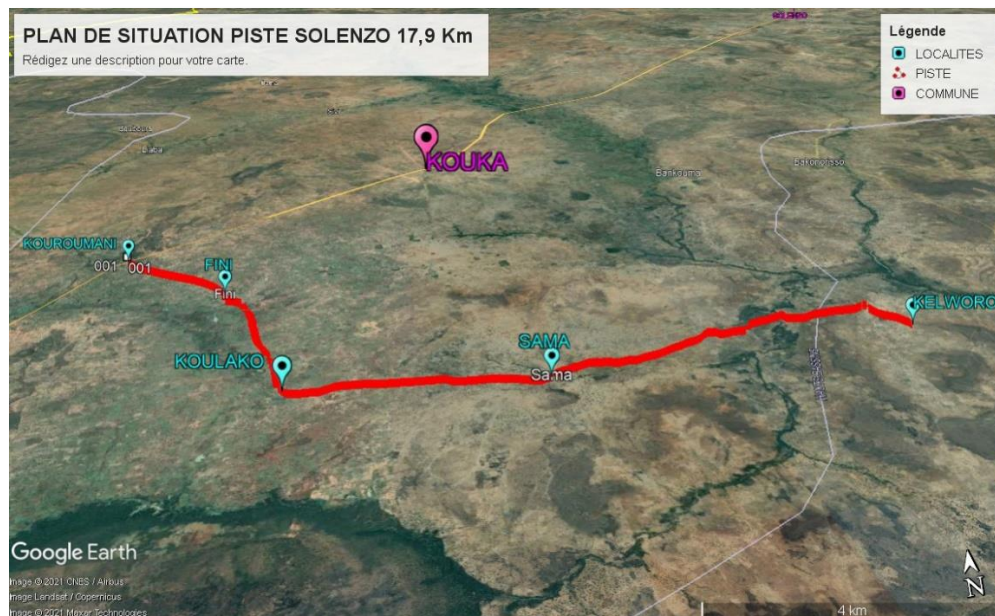 PLAN DE SITUATION PISTE SOLENZO 17,9 Km
Rédigez une description pour votre carte.
Légende
LOCALITES
PISTE
COMMUNE
SOLENZO
KOUKA
Bankouma
KOUROUMANI
001 001
FINI
Fini
KELWORO
KOULAKO
SAMA
Sama
Google Earth
Image © 2021 CNES / Airbus
Image Landsat / Copernicus
Image © 2021 Maxar Technologies
4 km
N